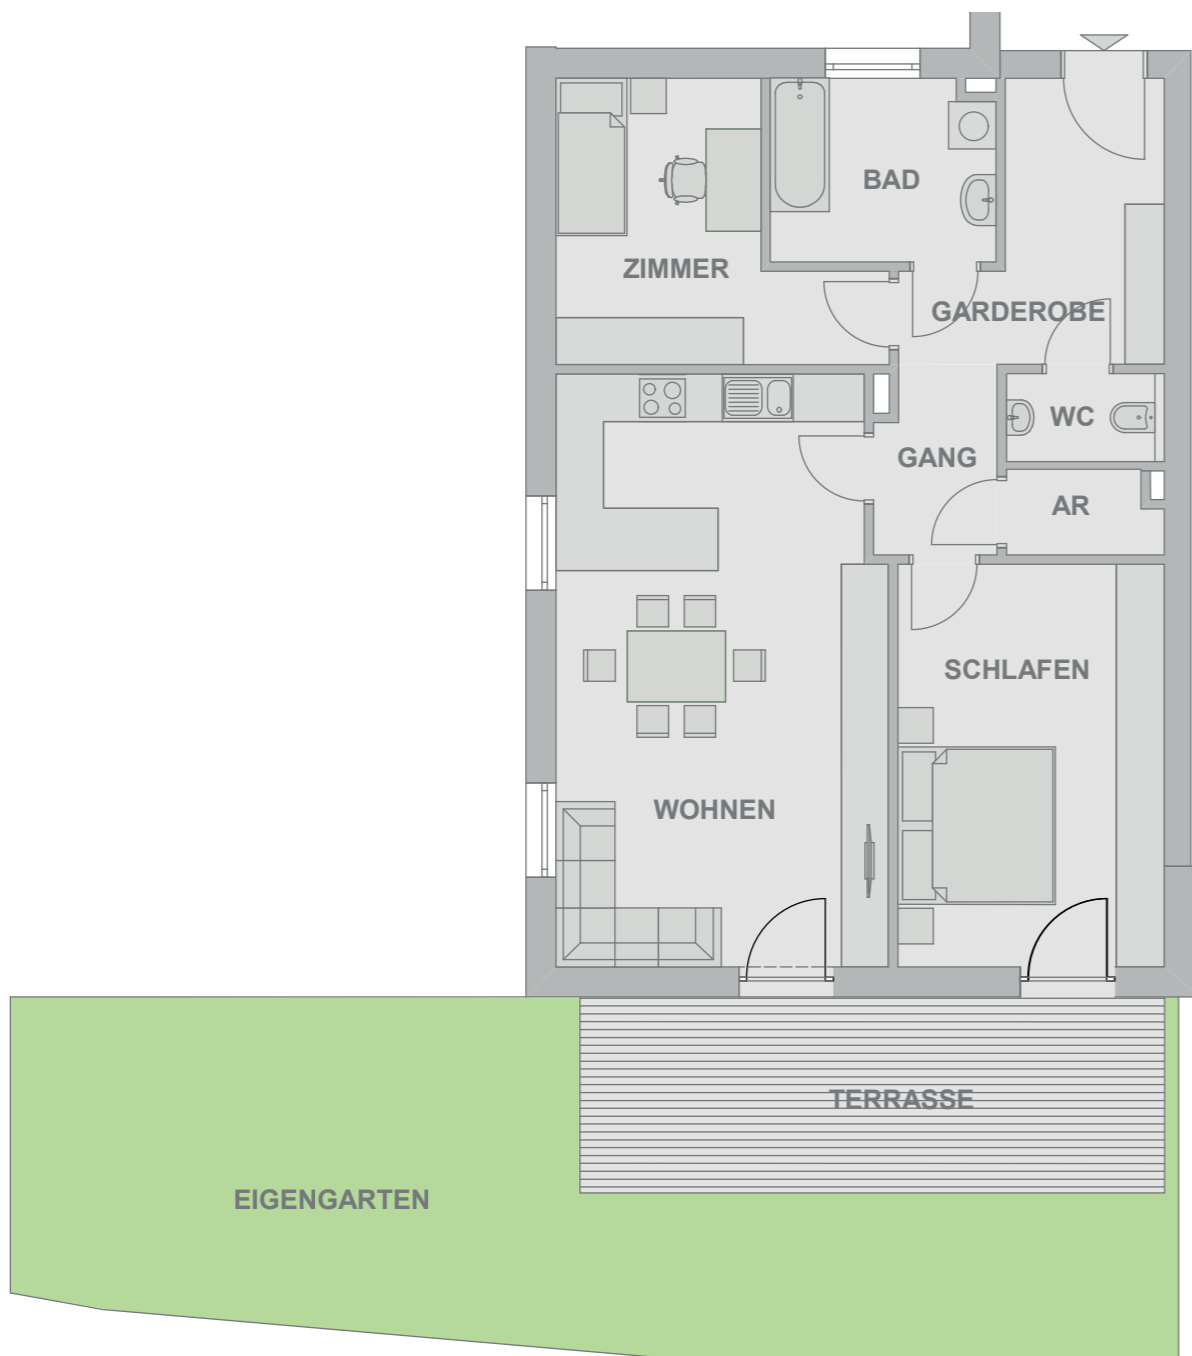 BAD
ZIMMER
GARDEROBE
WC
GANG
AR
SCHLAFEN
WOHNEN
TERRASSE
EIGENGARTEN